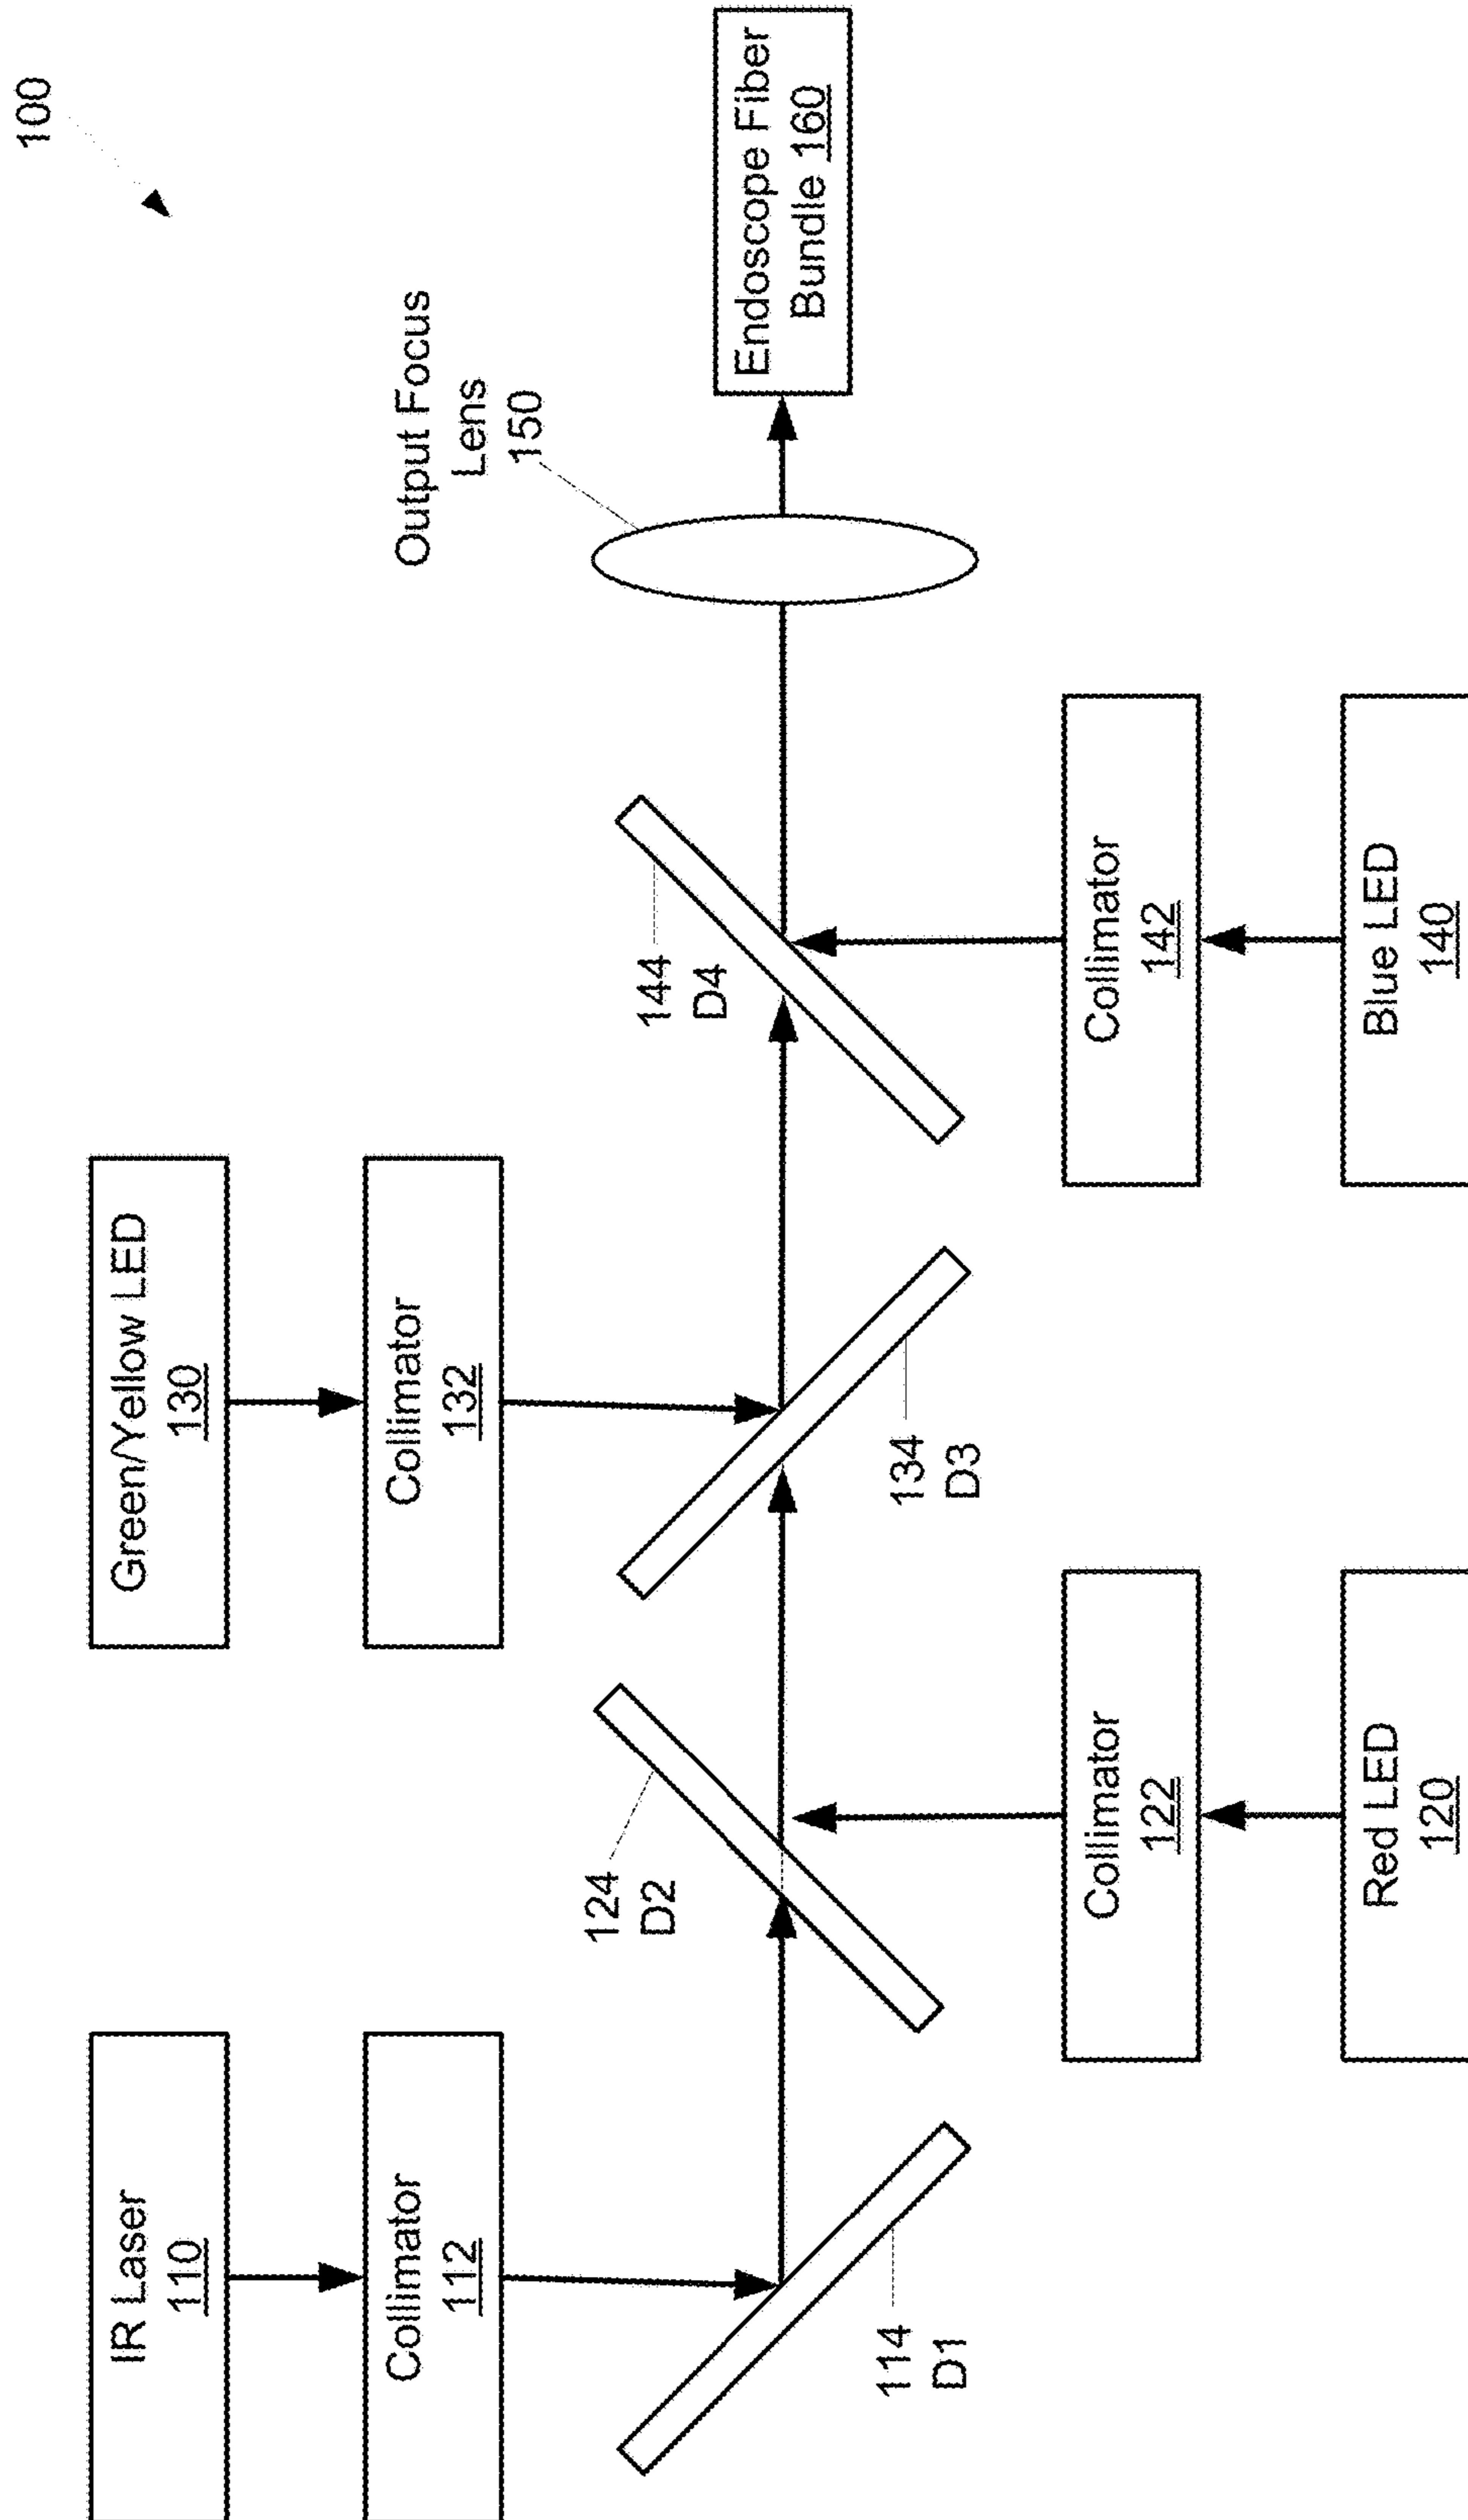 100
IR Laser
110
Collimator
112
114
D1
Green/Yellow LED
130
Collimator
132
124
D2
134
D3
144
D4
Output Focus
Lens
150
Endoscope Fiber
Bundle 160
Collimator
122
Red LED
120
Collimator
142
Blue LED
140